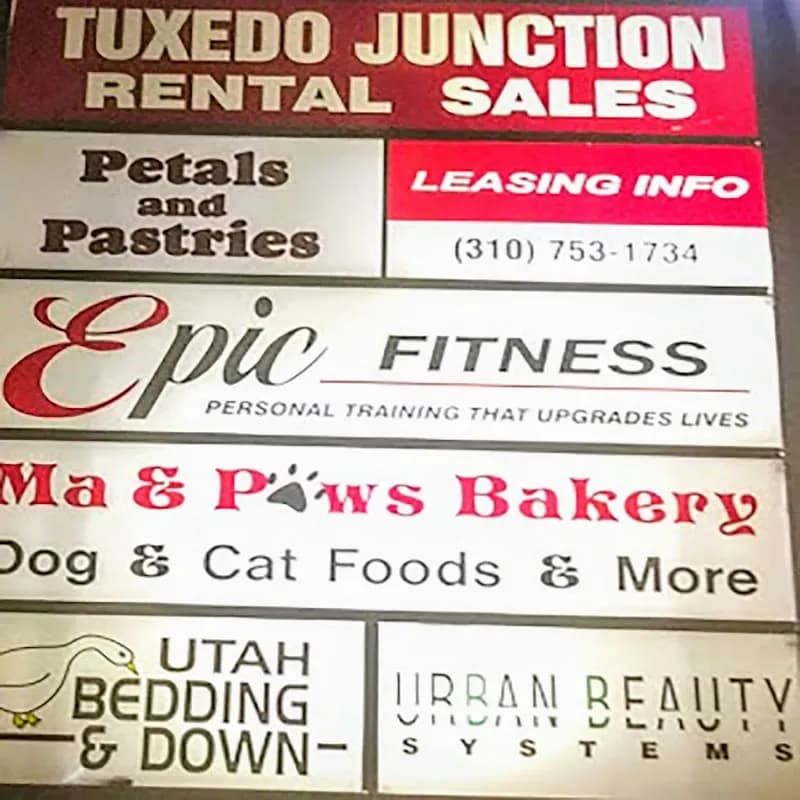 TUXEDO JUNCTION
RENTAL SALES
Petals
and
Pastries
LEASING INFO
(310) 753-1734
Epic FITNESS
PERSONAL TRAINING THAT UPGRADES LIVES
Ma & Paws Bakery
Dog & Cat Foods & More
UTAH
BEDDING
& DOWN
URBAN BEAUTY
SYSTEMS